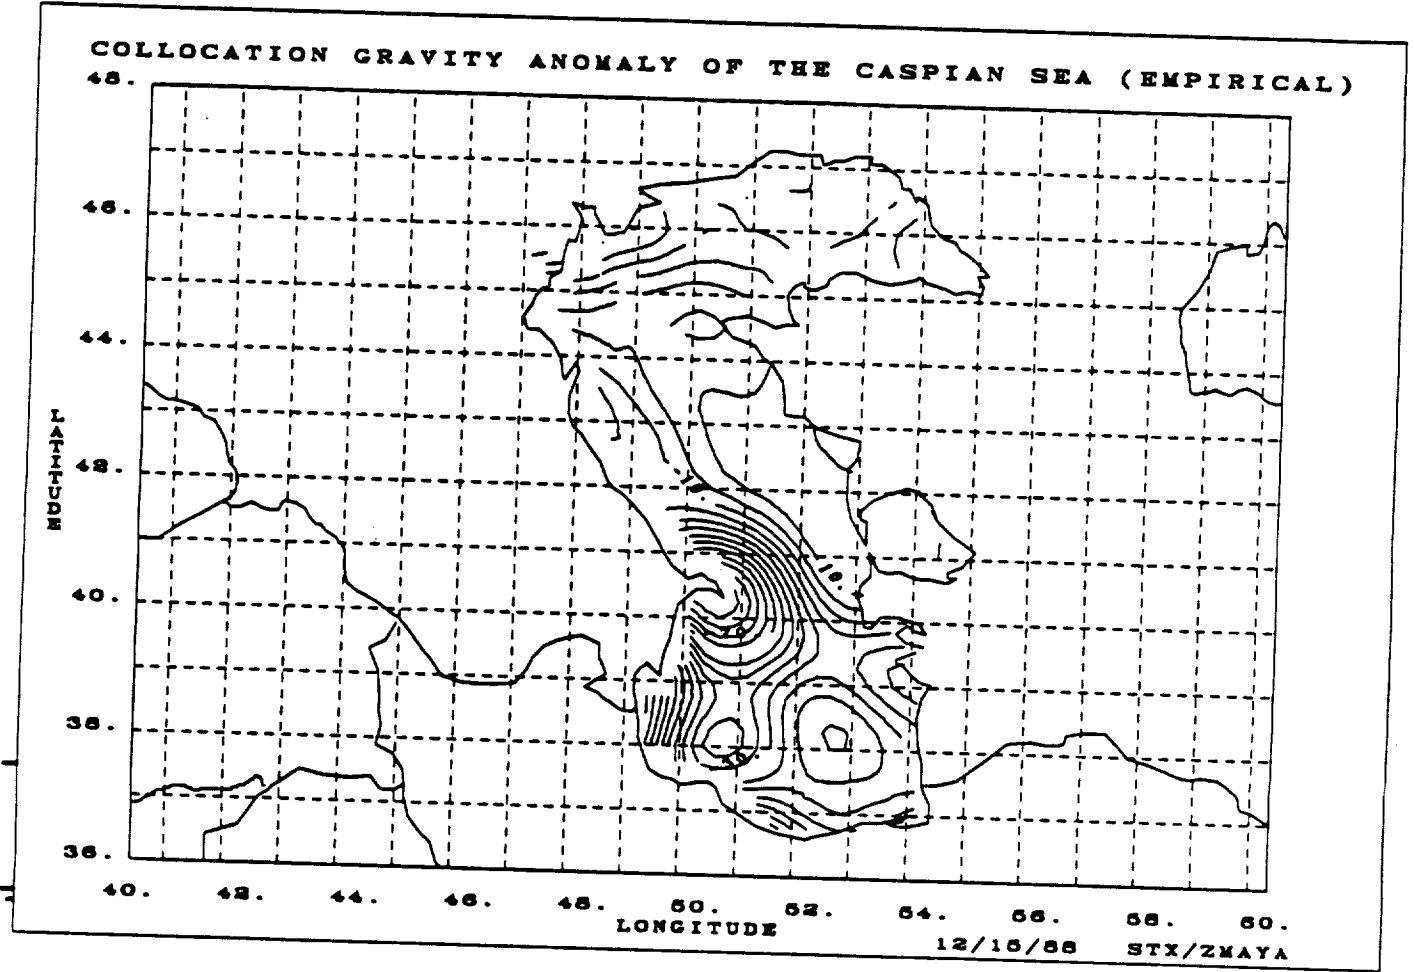 COLLOCATION GRAVITY ANOMALY OF THE CASPIAN SEA (EMPIRICAL)
48.
46.
44.
42.
40.
38.
36.
LATITUDE
10
40. 42. 44. 46. 48. 50. 52. 54. 56. 58. 60.
LONGITUDE
12/15/88 STX/ZMAYA